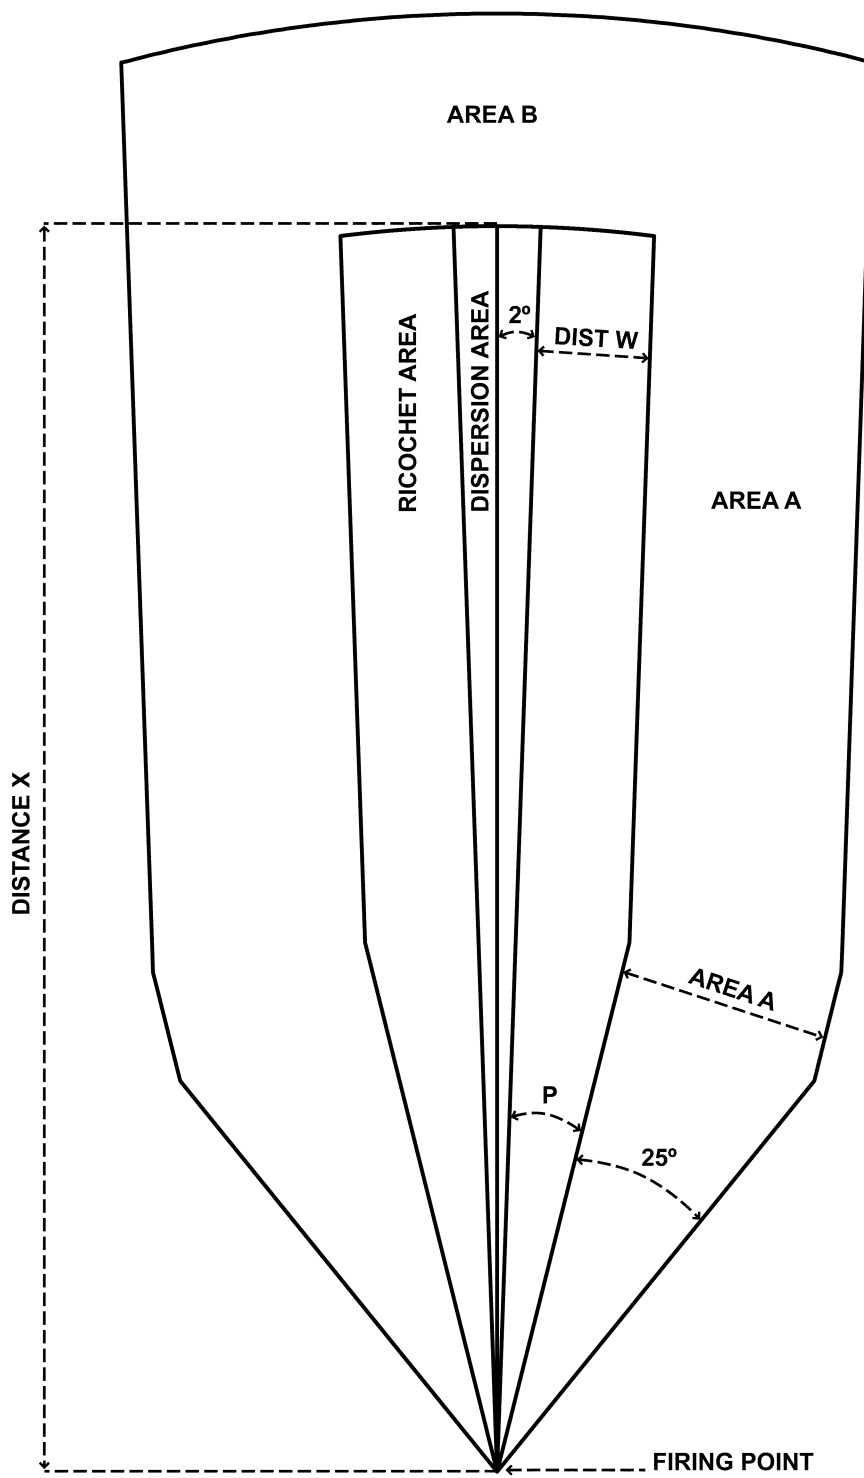 AREA B
2º
DIST W
RICOCHET AREA
DISPERSION AREA
AREA A
DISTANCE X
AREA A
P
25º
FIRING POINT